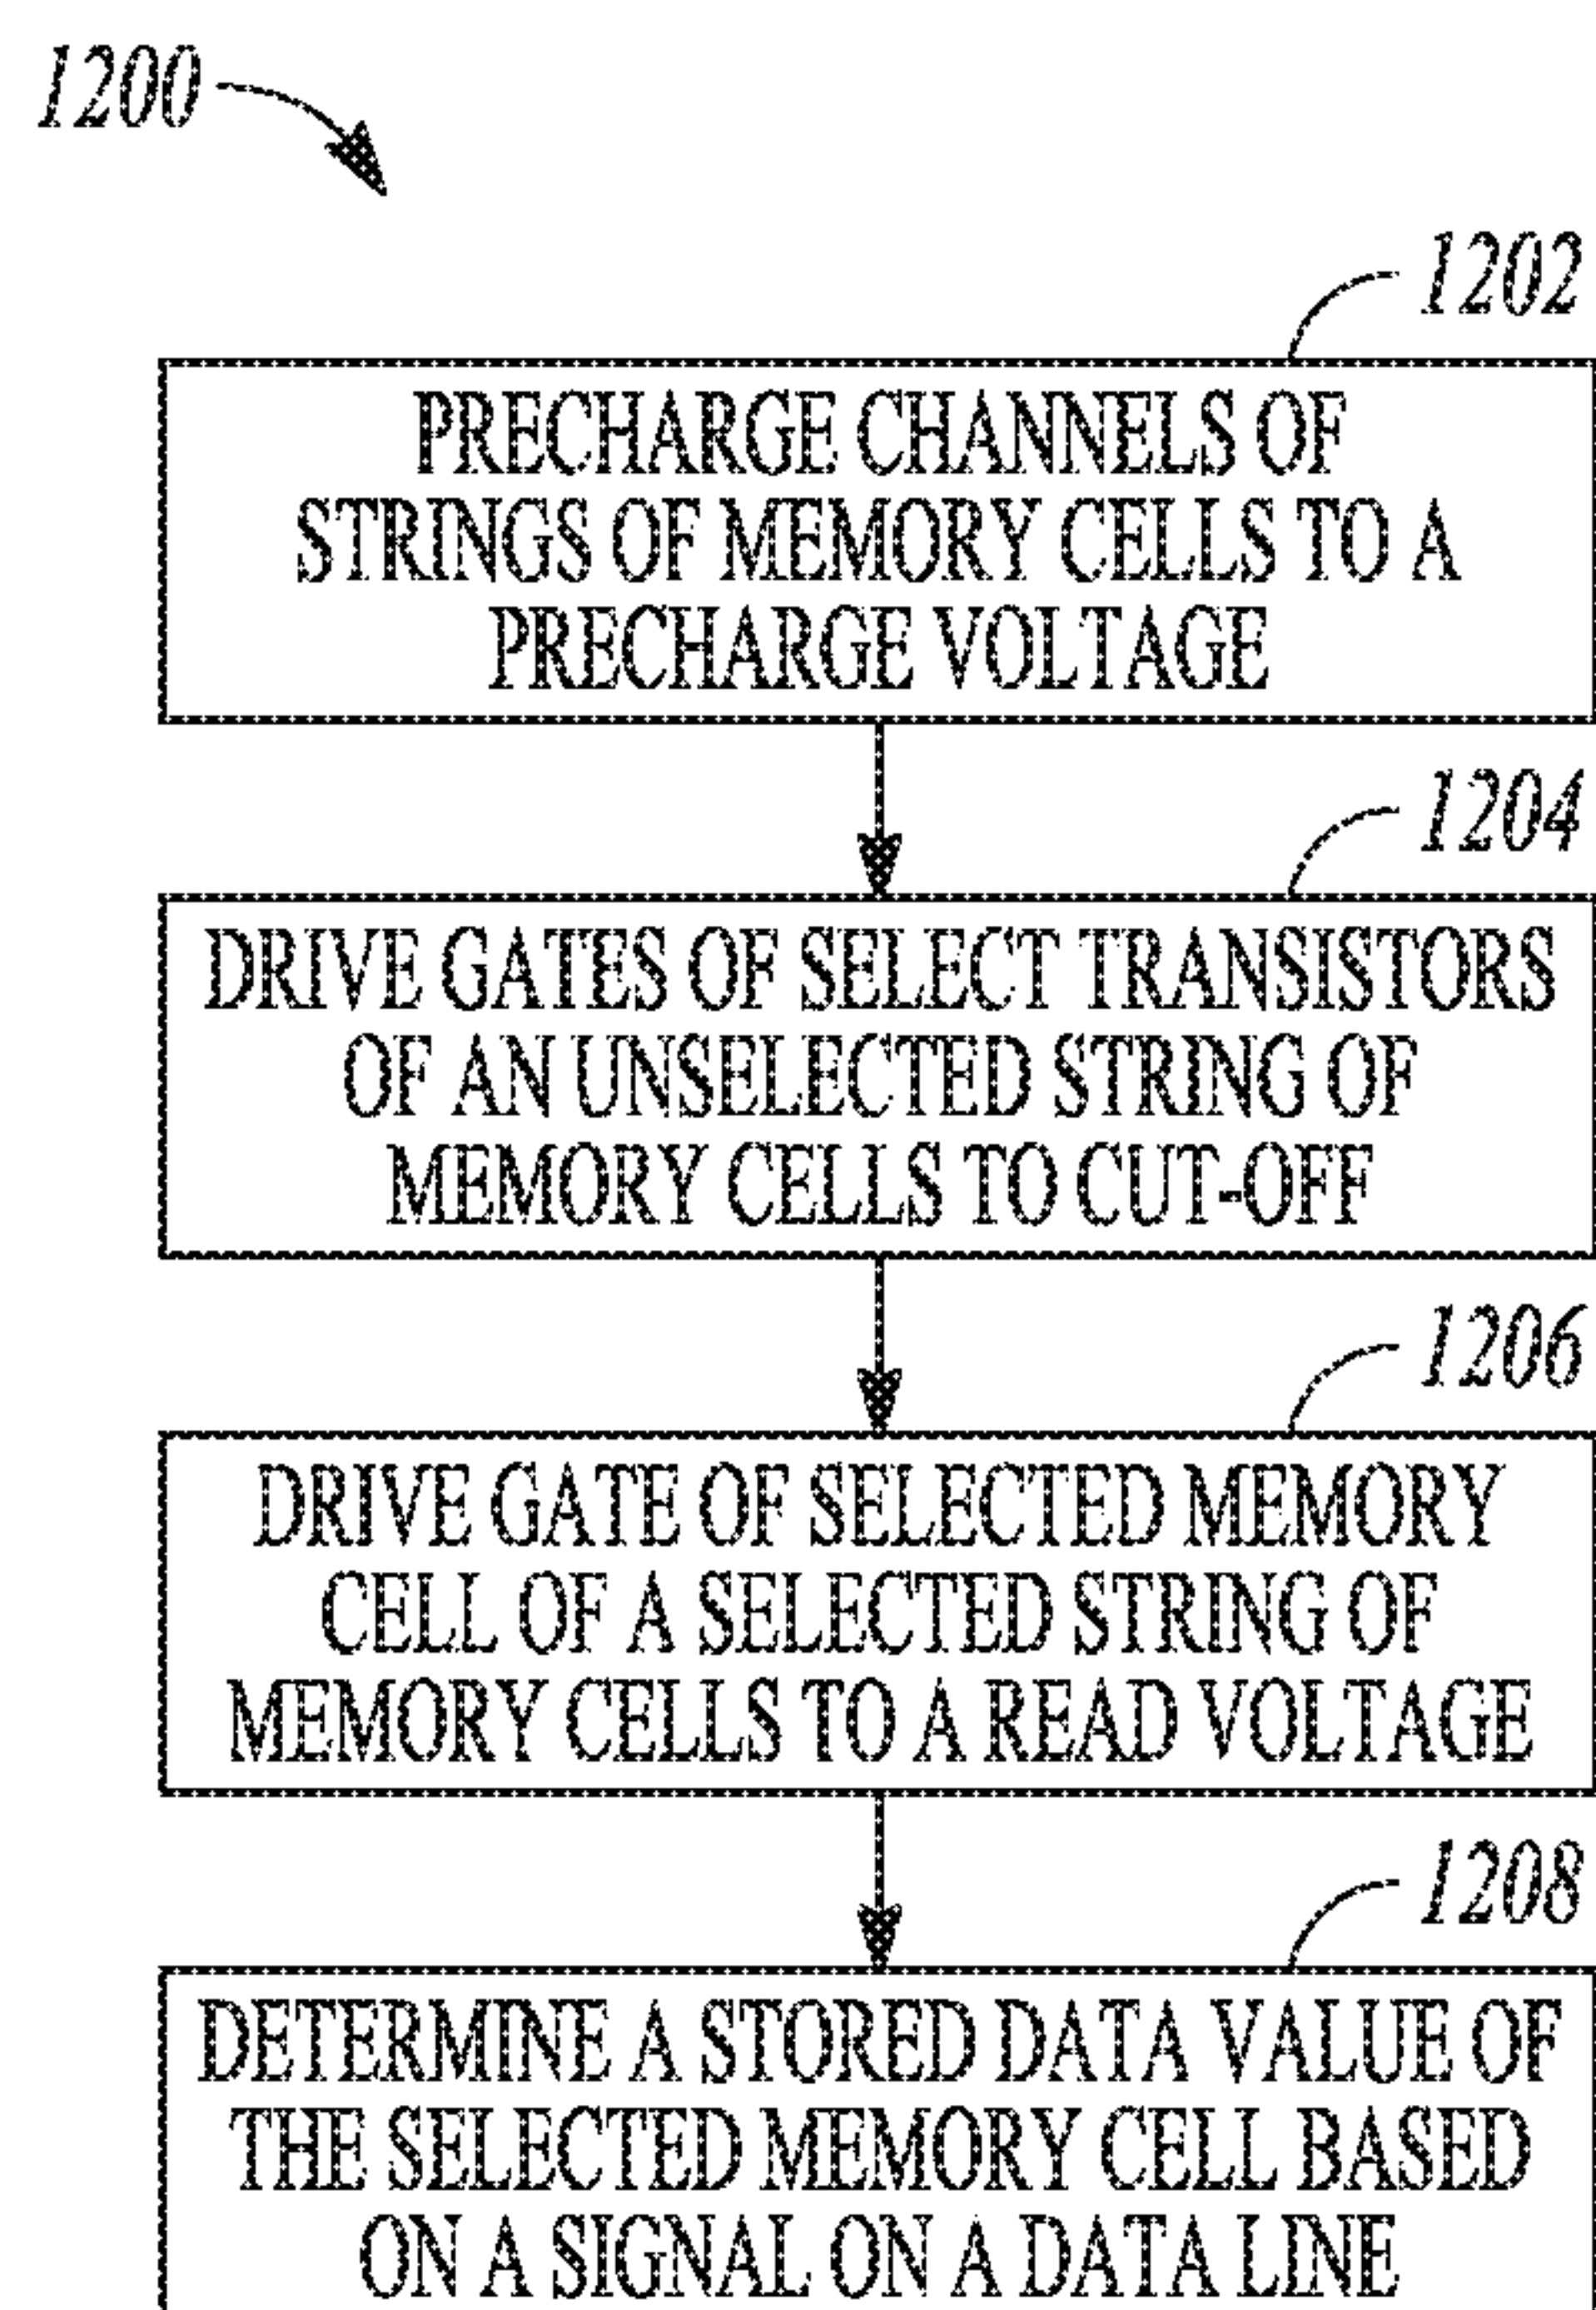 1200
1202
PRECHARGE CHANNELS OF
STRINGS OF MEMORY CELLS TO A
PRECHARGE VOLTAGE
1204
DRIVE GATES OF SELECT TRANSISTORS
OF AN UNSELECTED STRING OF
MEMORY CELLS TO CUT-OFF
1206
DRIVE GATE OF SELECTED MEMORY
CELL OF A SELECTED STRING OF
MEMORY CELLS TO A READ VOLTAGE
1208
DETERMINE A STORED DATA VALUE OF
THE SELECTED MEMORY CELL BASED
ON A SIGNAL ON A DATA LINE